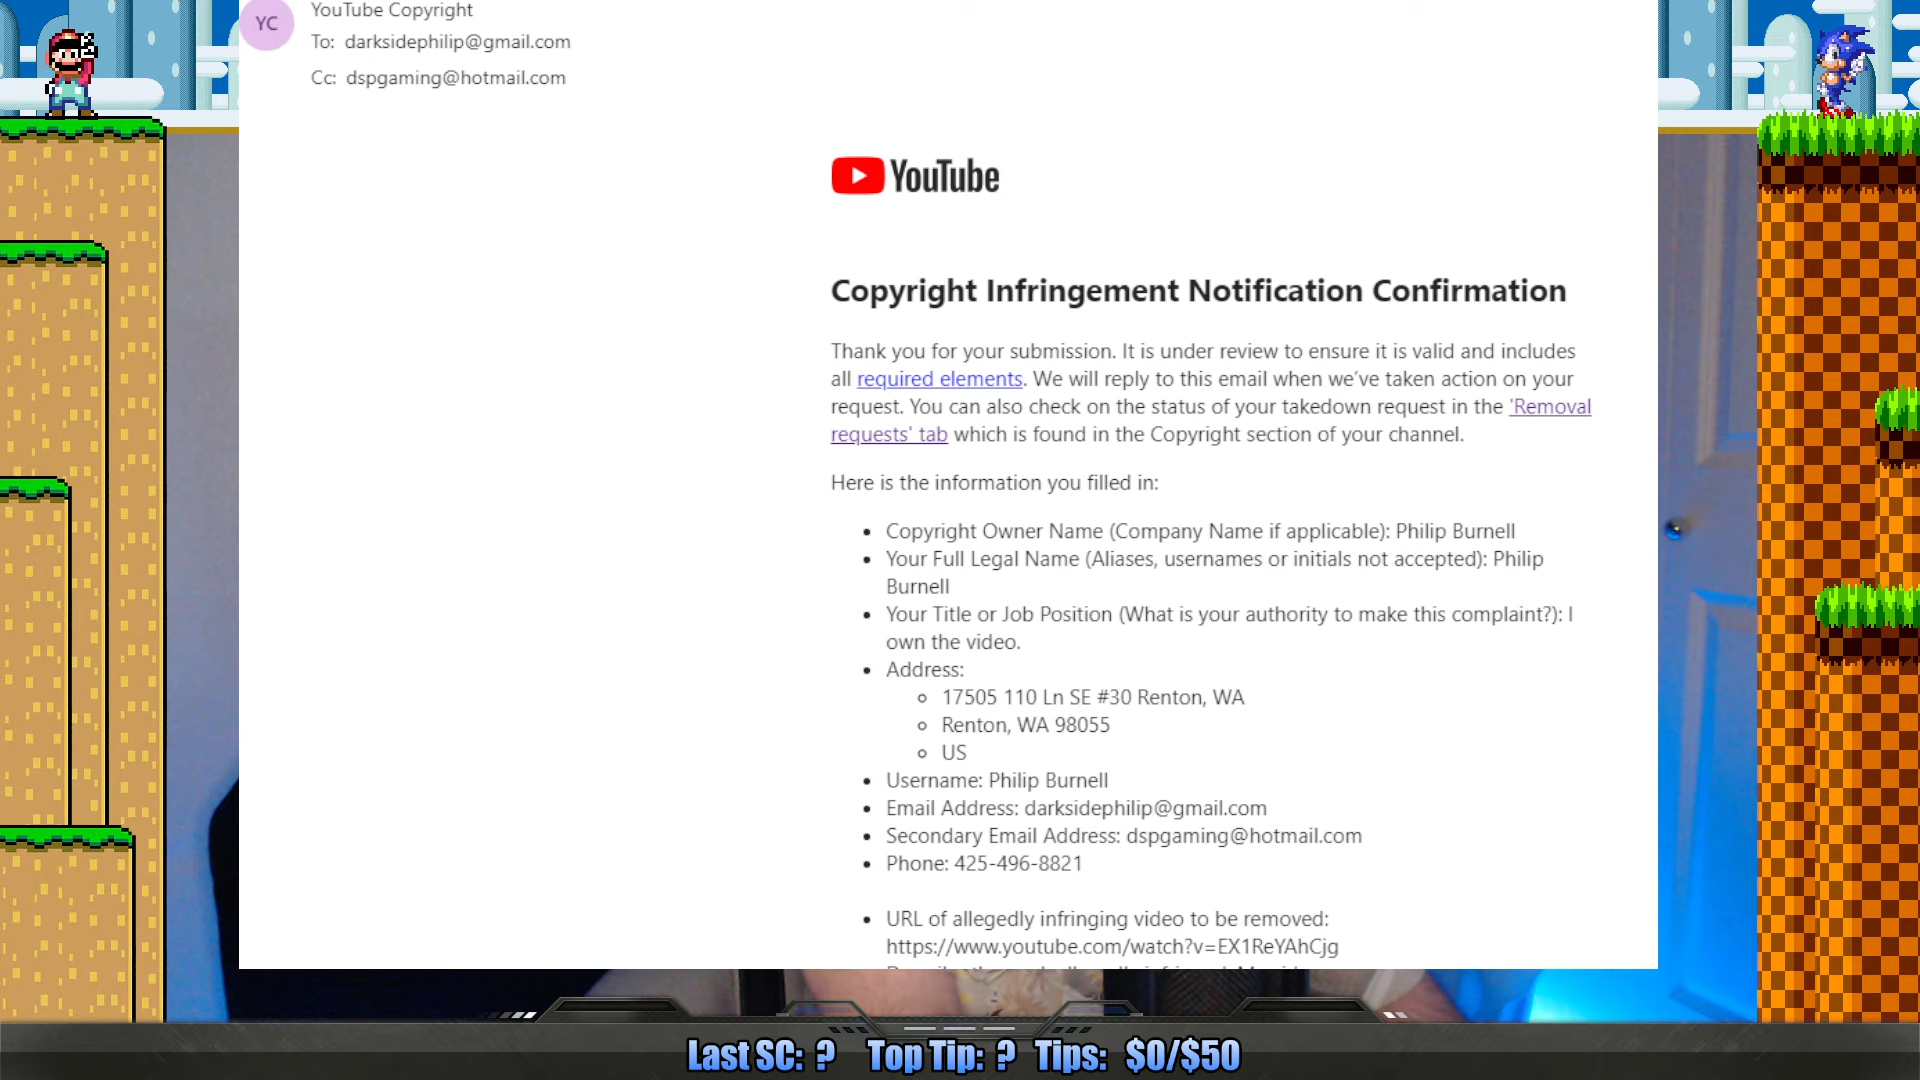 YC
YouTube Copyright
To: darksidephilip@gmail.com
Cc: dspgaming@hotmail.com
YouTube
Copyright Infringement Notification Confirmation
Thank you for your submission. It is under review to ensure it is valid and includes
all required elements. We will reply to this email when we've taken action on your
request. You can also check on the status of your takedown request in the 'Removal
requests' tab which is found in the Copyright section of your channel.
Here is the information you filled in:
• Copyright Owner Name (Company Name if applicable): Philip Burnell
• Your Full Legal Name (Aliases, usernames or initials not accepted): Philip
Burnell
• Your Title or Job Position (What is your authority to make this complaint?): I
own the video.
• Address:
◦ 17505 110 Ln SE #30 Renton, WA
◦ Renton, WA 98055
◦ US
• Username: Philip Burnell
• Email Address: darksidephilip@gmail.com
• Secondary Email Address: dspgaming@hotmail.com
• Phone: 425-496-8821
• URL of allegedly infringing video to be removed:
https://www.youtube.com/watch?v=EX1ReYAhCjg
Last SC: ? Top Tip: ? Tips: $0/$50